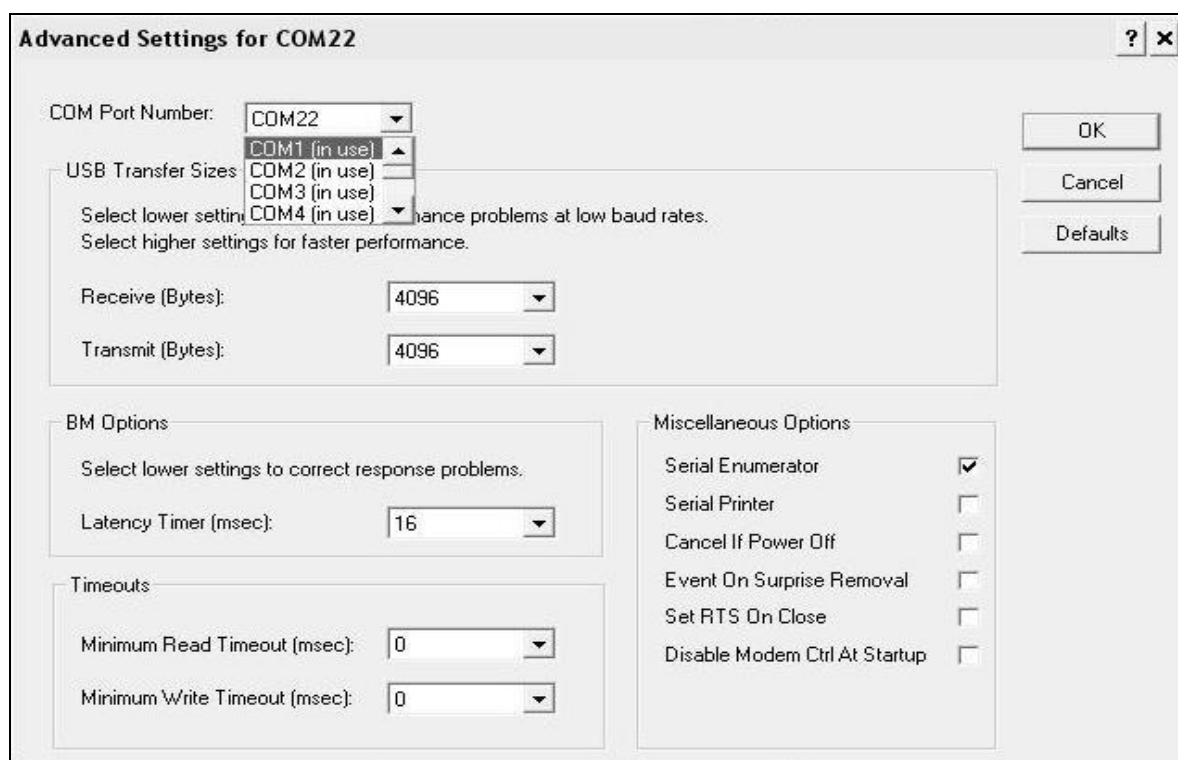 Advanced Settings for COM22
? ×
COM Port Number:
COM22
COM1 (in use)
COM2 (in use)
COM3 (in use)
COM4 (in use)
OK
Cancel
Defaults
USB Transfer Sizes
Select lower mance problems at low baud rates.
Select higher settings for faster performance.
Receive (Bytes): 4096
Transmit (Bytes): 4096
BM Options
Select lower settings to correct response problems.
Latency Timer (msec): 16
Timeouts
Minimum Read Timeout (msec): 0
Minimum Write Timeout (msec): 0
Miscellaneous Options
Serial Enumerator
Serial Printer
Cancel If Power Off
Event On Surprise Removal
Set RTS On Close
Disable Modem Ctrl At Startup